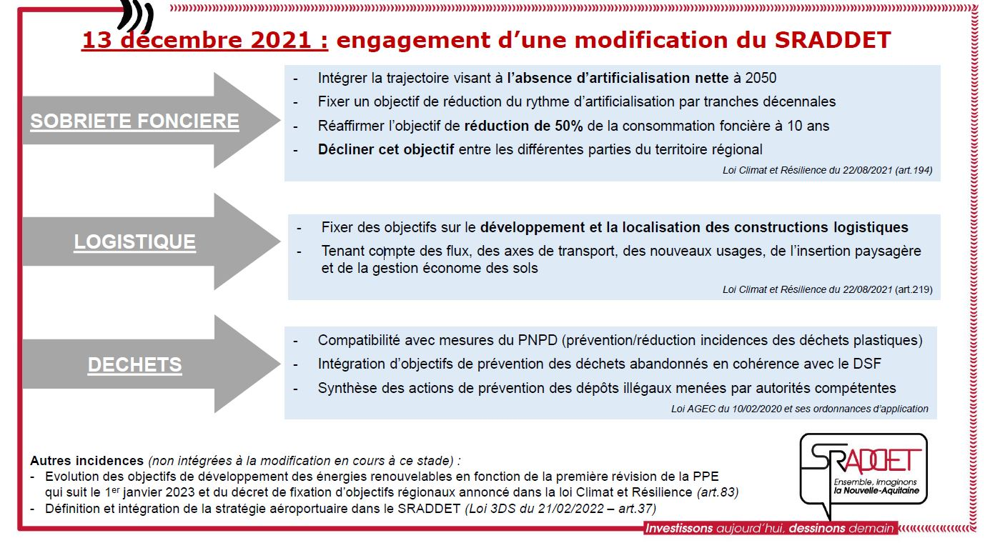 13 décembre 2021 : engagement d’une modification du SRADDET
SOBRIETE FONCIERE
- Intégrer la trajectoire visant à l’absence d’artificialisation nette à 2050
- Fixer un objectif de réduction du rythme d’artificialisation par tranches décennales
- Réaffirmer l’objectif de réduction de 50% de la consommation foncière à 10 ans
- Décliner cet objectif entre les différentes parties du territoire régional
Loi Climat et Résilience du 22/08/2021 (art.194)
LOGISTIQUE
- Fixer des objectifs sur le développement et la localisation des constructions logistiques
- Tenant compte des flux, des axes de transport, des nouveaux usages, de l’insertion paysagère
et de la gestion économe des sols
Loi Climat et Résilience du 22/08/2021 (art.219)
DECHETS
- Compatibilité avec mesures du PNPD (prévention/réduction incidences des déchets plastiques)
- Intégration d’objectifs de prévention des déchets abandonnés en cohérence avec le DSF
- Synthèse des actions de prévention des dépôts illégaux menées par autorités compétentes
Loi AGEC du 10/02/2020 et ses ordonnances d’application
Autres incidences (non intégrées à la modification en cours à ce stade) :
- Evolution des objectifs de développement des énergies renouvelables en fonction de la première révision de la PPE
qui suit le 1er janvier 2023 et du décret de fixation d’objectifs régionaux annoncé dans la loi Climat et Résilience (art.83)
- Définition et intégration de la stratégie aéroportuaire dans le SRADDET (Loi 3DS du 21/02/2022 – art.37)
SRADDET
Ensemble, imaginons
la Nouvelle-Aquitaine
Investissons aujourd’hui, dessinons demain